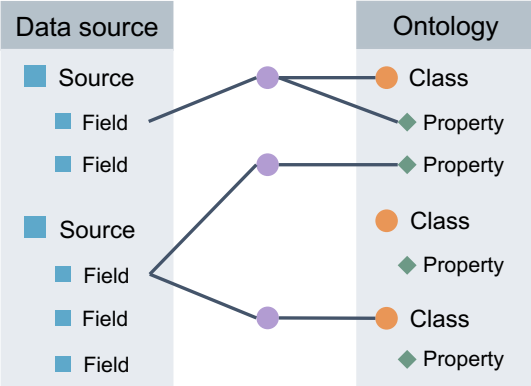 Data source
Source
Field
Field
Source
Field
Field
Field
Ontology
Class
Property
Property
Class
Property
Class
Property